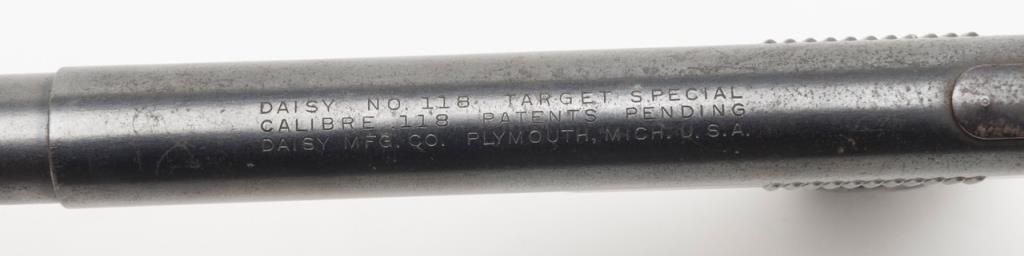 DAISY NO. 118 TARGET SPECIAL
CALIBRE .118 PATENTS PENDING
DAISY MFG. CO. PLYMOUTH, MICH. U.S.A.